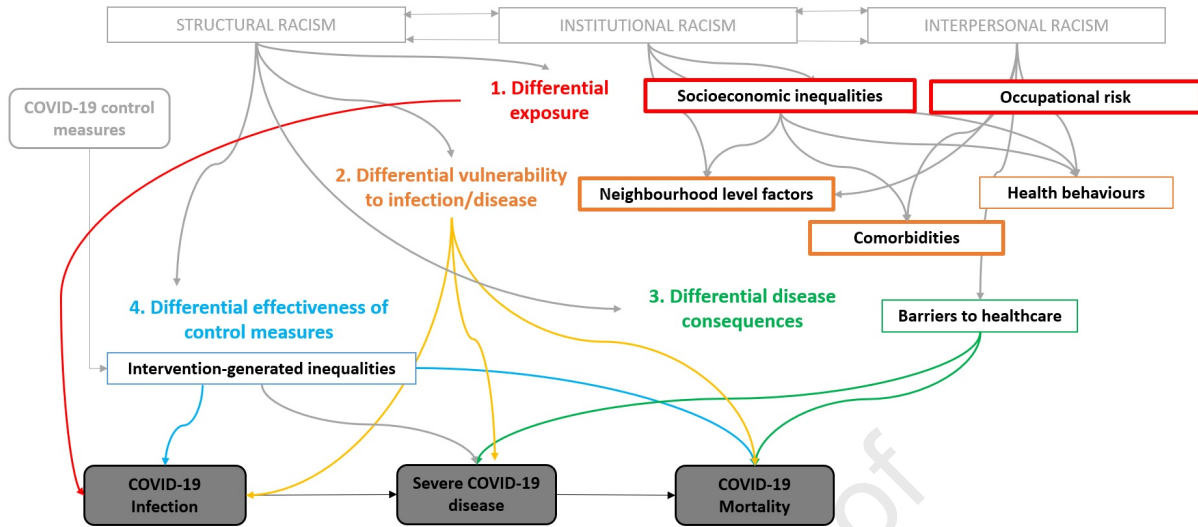 STRUCTURAL RACISM
INSTITUTIONAL RACISM
INTERPERSONAL RACISM
COVID-19 control
measures
1. Differential
exposure
Socioeconomic inequalities
Occupational risk
2. Differential vulnerability
to infection/disease
Neighbourhood level factors
Health behaviours
Comorbidities
4. Differential effectiveness of
control measures
3. Differential disease
consequences
Barriers to healthcare
Intervention-generated inequalities
COVID-19
Infection
Severe COVID-19
disease
COVID-19
Mortality
of